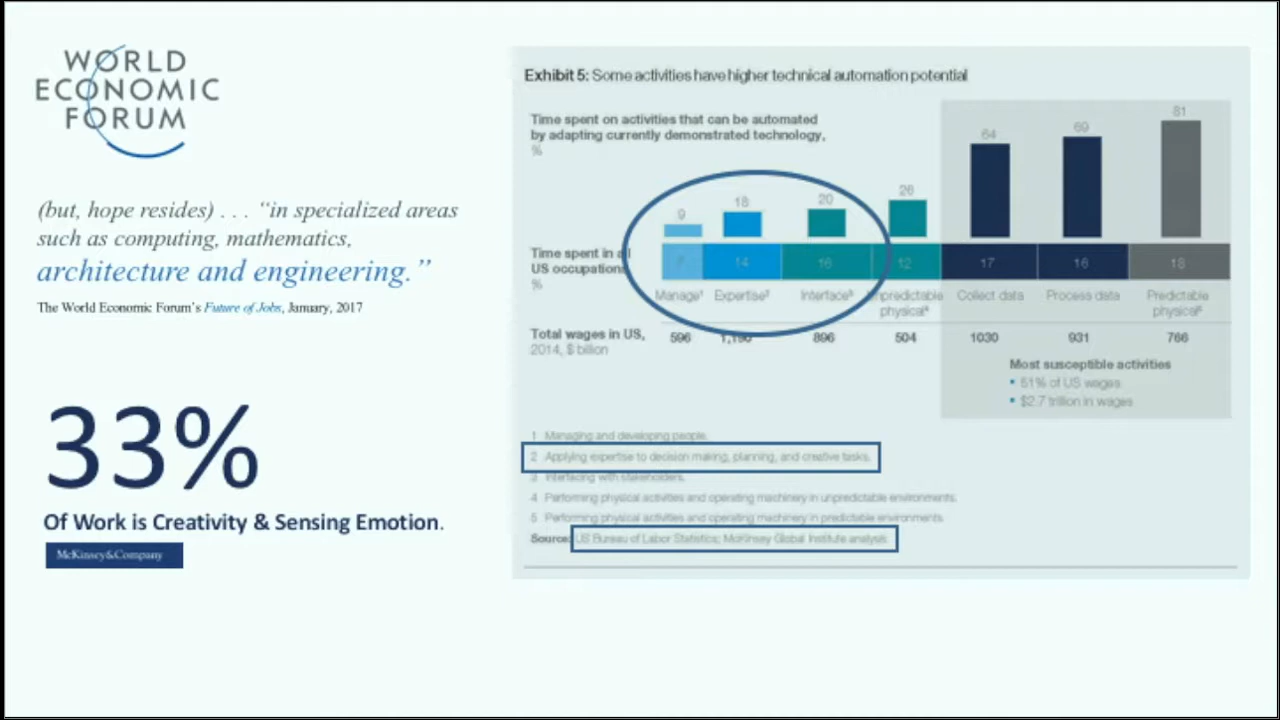 WORLD
ECONOMIC
FORUM
(but, hope resides) . . . “in specialized areas
such as computing, mathematics,
architecture and engineering.”
The World Economic Forum's Future of Jobs, January, 2017
33%
Of Work is Creativity & Sensing Emotion.
McKinsey&Company
Exhibit 5: Some activities have higher technical automation potential
Time spent on activities that can be automated
by adapting currently demonstrated technology,
%
9 18 20 26 64 69 81
Time spent in all
US occupations
%
7 14 16 12 17 16 18
Manage¹ Expertise² Interface³ Unpredictable physical⁴ Collect data Process data Predictable physical⁵
Total wages in US,
2014, $ billion
596 896 504 1030 931 766
Most susceptible activities
▪ 51% of US wages
▪ $2.7 trillion in wages
1 Managing and developing people.
2 Applying expertise to decision making, planning, and creative tasks.
3 Interfacing with stakeholders.
4 Performing physical activities and operating machinery in unpredictable environments.
5 Performing physical activities and operating machinery in predictable environments.
Source: US Bureau of Labor Statistics; McKinsey Global Institute analysis